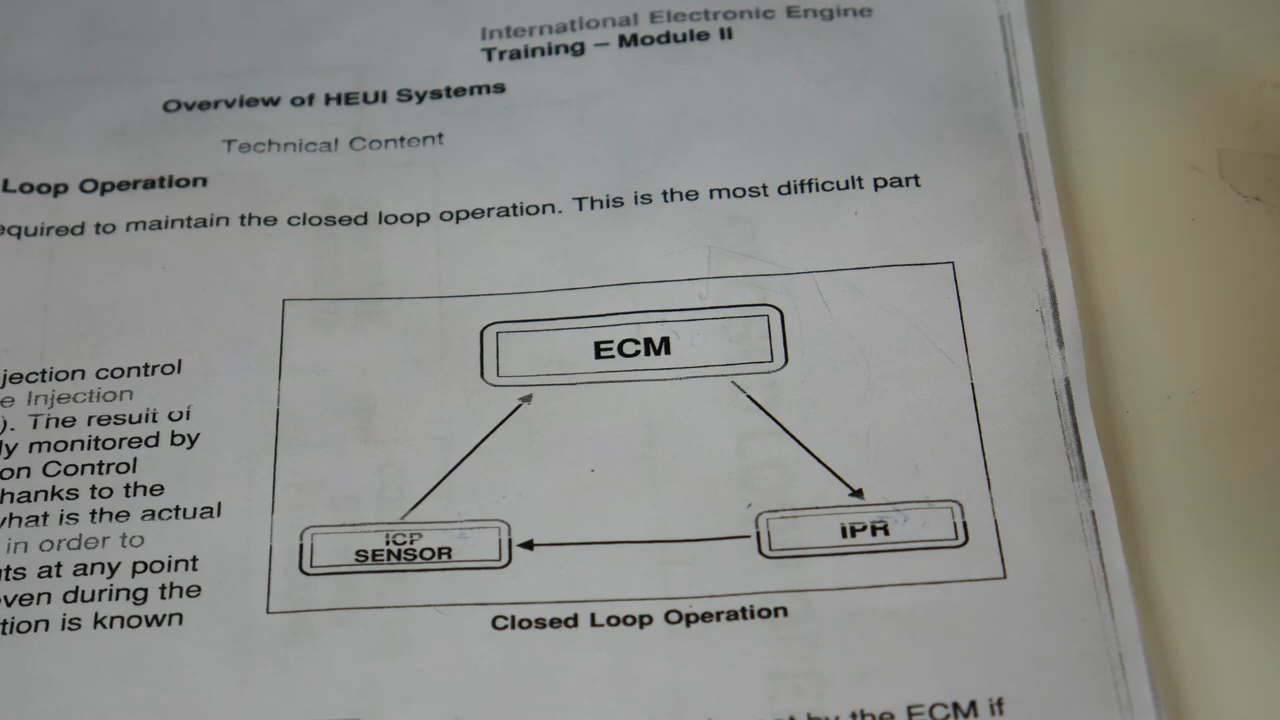 International Electronic Engine
Training – Module II
Overview of HEUI Systems
Technical Content
Loop Operation
equired to maintain the closed loop operation. This is the most difficult part
jection control
e Injection
). The result of
ly monitored by
on Control
hanks to the
what is the actual
in order to
ts at any point
ven during the
tion is known
ECM
ICP
SENSOR
IPR
Closed Loop Operation
by the ECM if